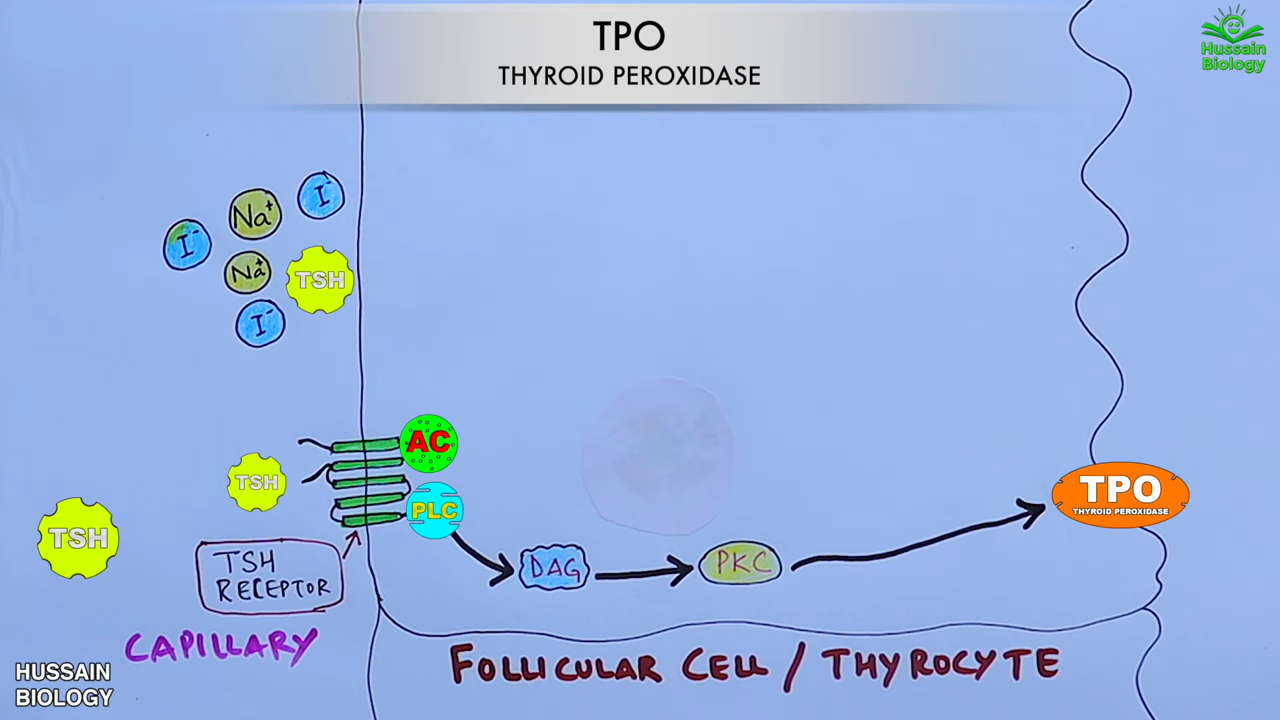 TPO
THYROID PEROXIDASE
Hussain
Biology
I⁻
Na⁺
I⁻
Na⁺
TSH
I⁻
AC
TSH
PLC
TPO
THYROID PEROXIDASE
TSH
DAG
PKC
TSH
RECEPTOR
CAPILLARY
FOLLICULAR CELL / THYROCYTE
HUSSAIN
BIOLOGY